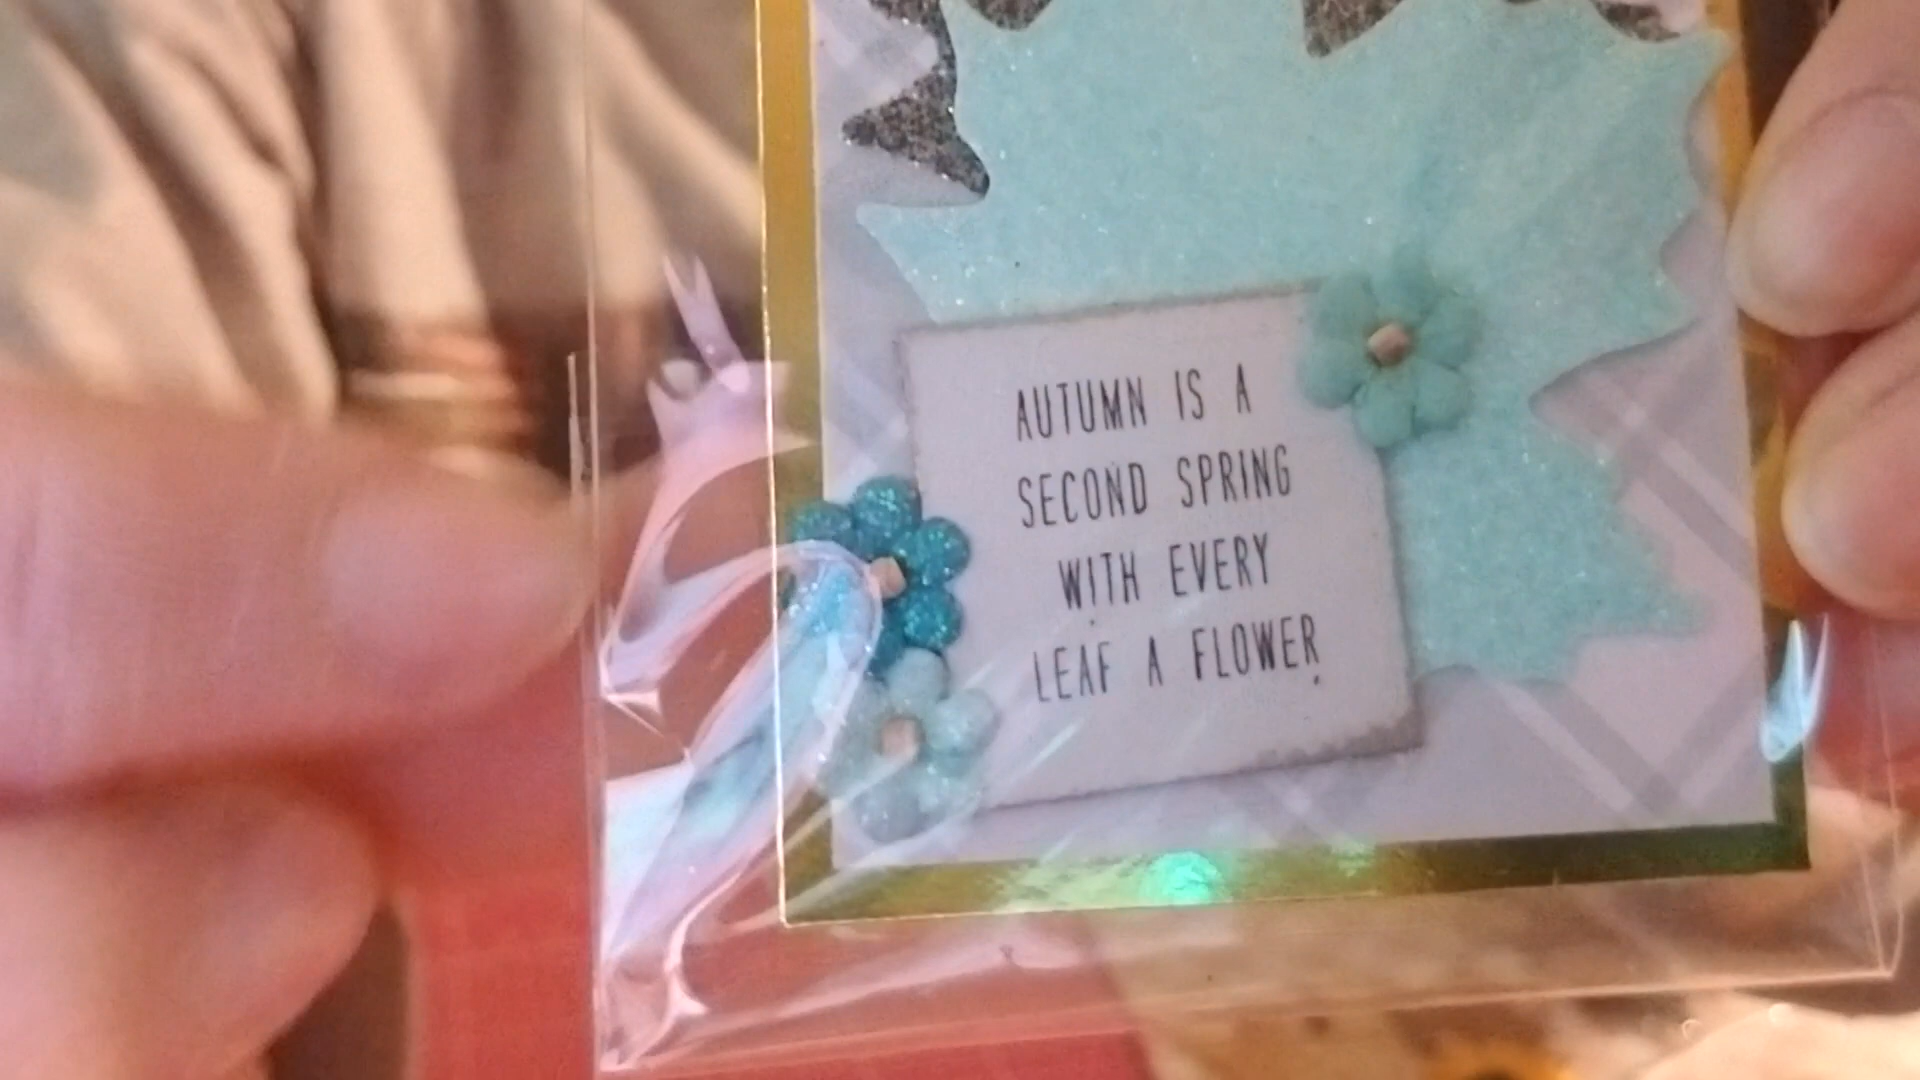 AUTUMN IS A
SECOND SPRING
WITH EVERY
LEAF A FLOWER